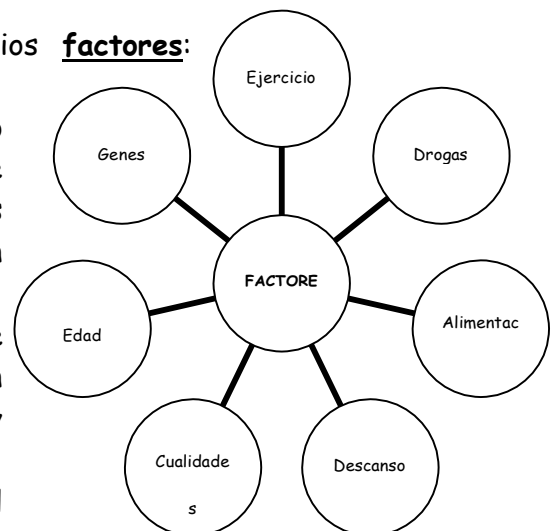 ios factores:
Ejercicio
Genes
Drogas
FACTORE
Edad
Alimentac
Cualidade
s
Descanso